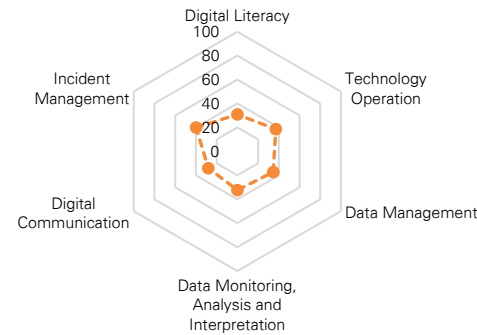 Digital Literacy
100
80
60
40
20
0
Technology
Operation
Data Management
Data Monitoring,
Analysis and
Interpretation
Digital
Communication
Incident
Management